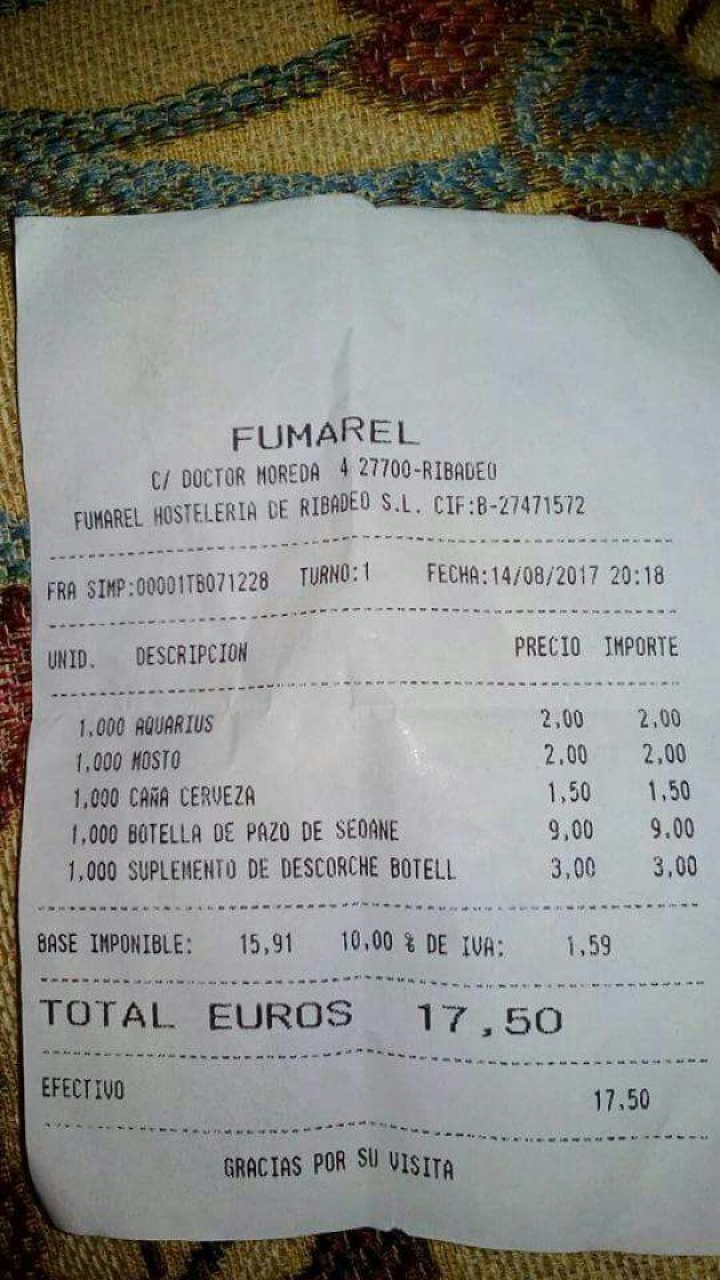 FUMAREL
C/ DOCTOR MOREDA 4 27700-RIBADEO
FUMAREL HOSTELERIA DE RIBADEO S.L. CIF:B-27471572
FRA SIMP:00001TB071228 TURNO:1 FECHA:14/08/2017 20:18
UNID. DESCRIPCION PRECIO IMPORTE
1.000 AQUARIUS 2,00 2,00
1,000 MOSTO 2,00 2,00
1,000 CAÑA CERVEZA 1,50 1,50
1,000 BOTELLA DE PAZO DE SEOANE 9,00 9.00
1,000 SUPLEMENTO DE DESCORCHE BOTELL 3,00 3,00
BASE IMPONIBLE: 15,91 10,00 % DE IVA: 1,59
TOTAL EUROS 17,50
EFECTIVO 17.50
GRACIAS POR SU VISITA